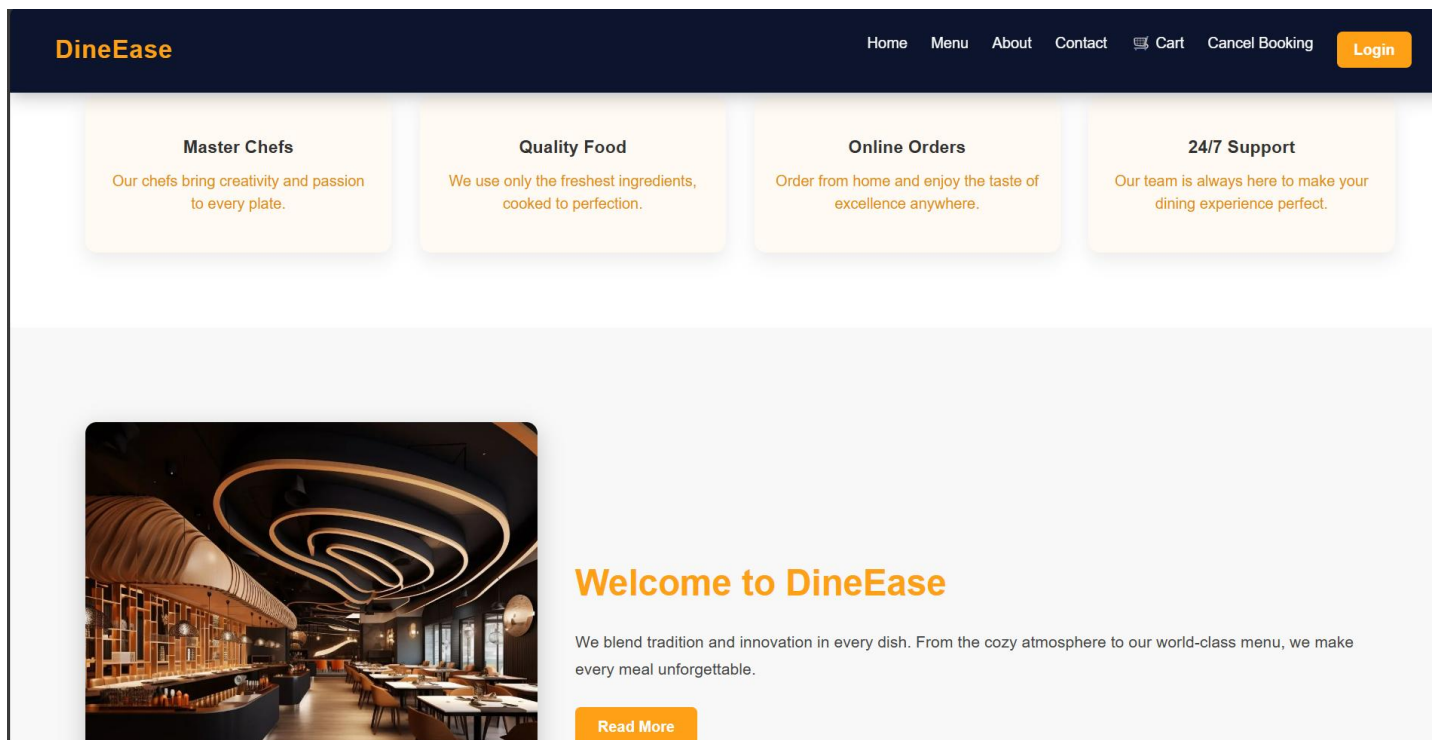 DineEase
Home Menu About Contact 🛒 Cart Cancel Booking Login
Master Chefs
Our chefs bring creativity and passion
to every plate.
Quality Food
We use only the freshest ingredients,
cooked to perfection.
Online Orders
Order from home and enjoy the taste of
excellence anywhere.
24/7 Support
Our team is always here to make your
dining experience perfect.
Welcome to DineEase
We blend tradition and innovation in every dish. From the cozy atmosphere to our world-class menu, we make
every meal unforgettable.
Read More